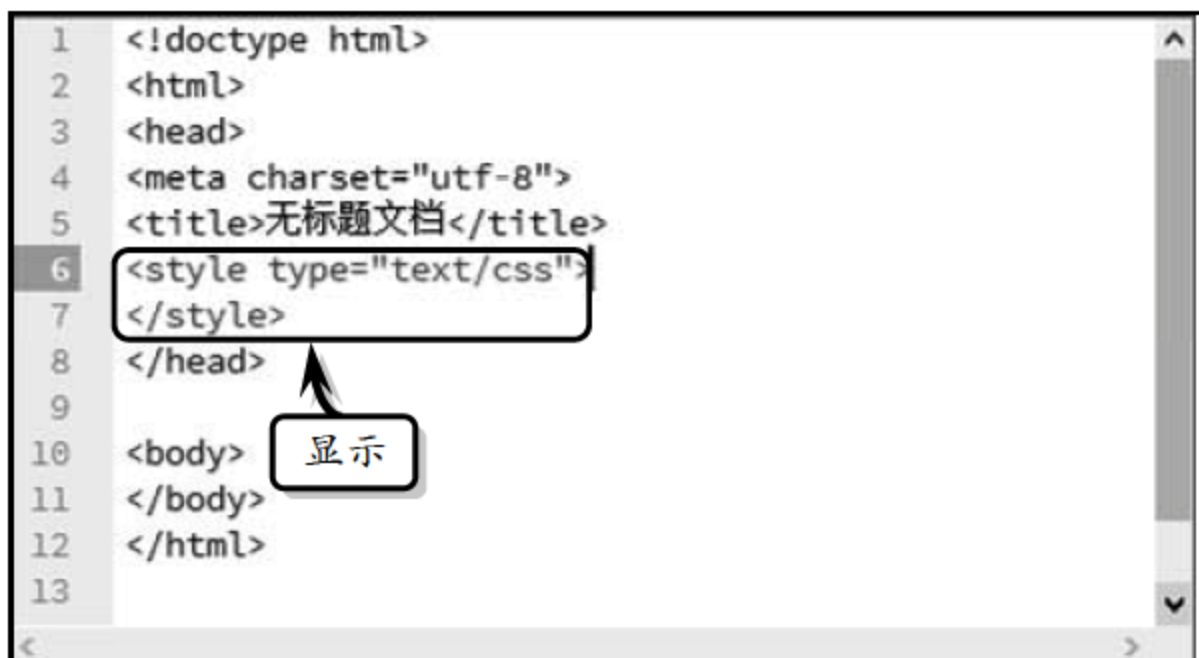 1 <!doctype html>
2 <html>
3 <head>
4 <meta charset="utf-8">
5 <title>无标题文档</title>
6 <style type="text/css">
7 </style>
8 </head>
9
10 <body>
显示
11 </body>
12 </html>
13